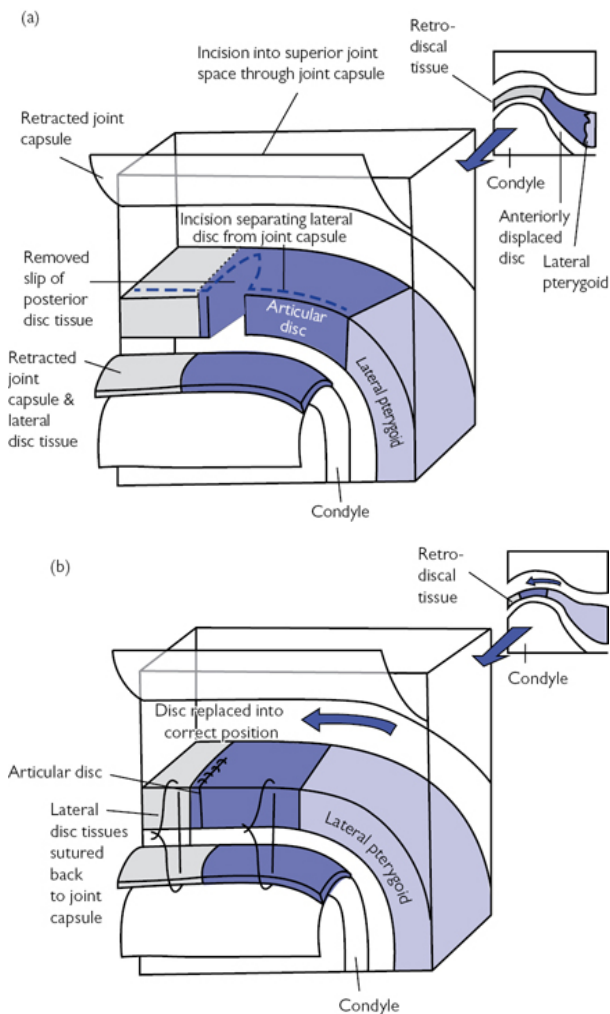 (a)
Incision into superior joint
space through joint capsule
Retro-
discal
tissue
Retracted joint
capsule
Condyle
Anteriorly
displaced
disc
Lateral
pterygoid
Incision separating lateral
disc from joint capsule
Removed
slip of
posterior
disc tissue
Articular
disc
Retracted
joint
capsule &
lateral
disc tissue
Lateral pterygoid
Condyle
(b)
Retro-
discal
tissue
Condyle
Disc replaced into
correct position
Articular disc
Lateral
disc tissues
sutured
back
to joint
capsule
Lateral pterygoid
Condyle